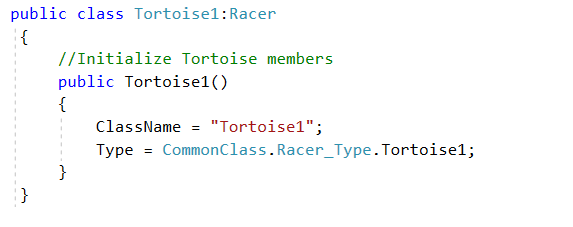 public class Tortoise1:Racer
{
//Initialize Tortoise members
public Tortoise1()
{
ClassName = "Tortoise1";
Type = CommonClass.Racer_Type.Tortoise1;
}
}